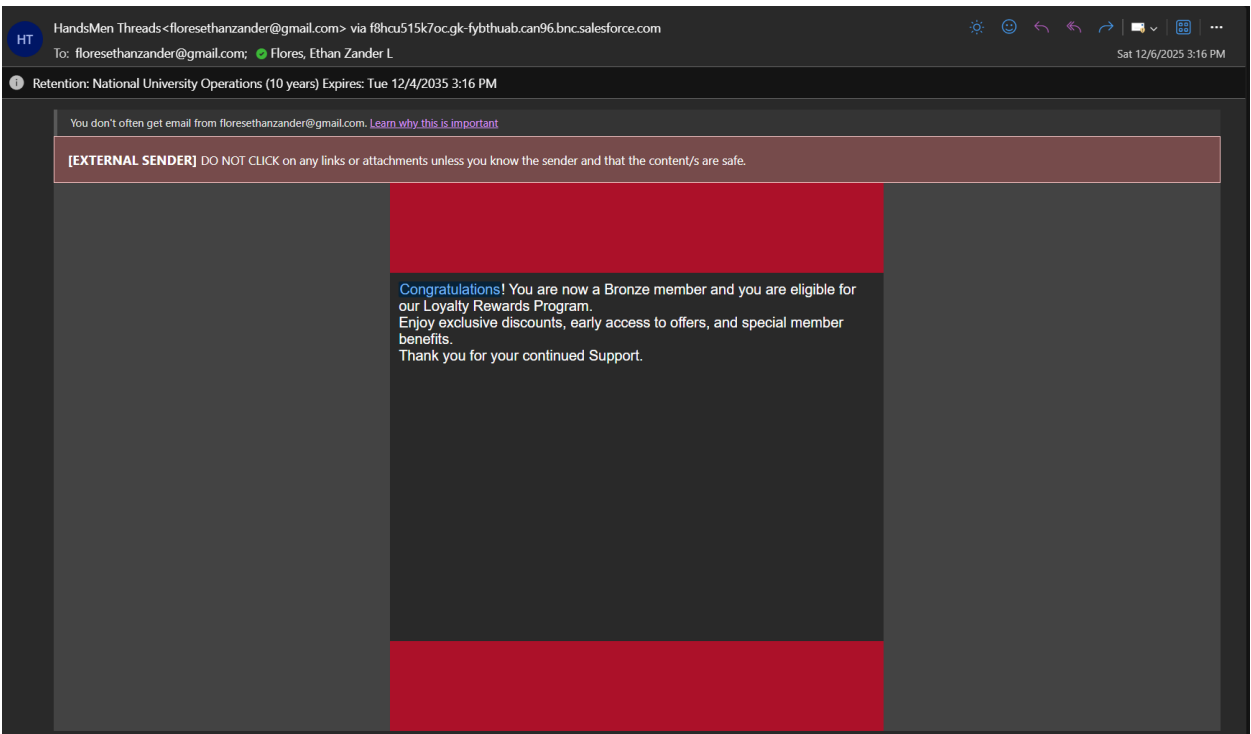 HT
HandsMen Threads<floresethanzander@gmail.com> via f8hcu515k7oc.gk-fybthuab.can96.bnc.salesforce.com
To: floresethanzander@gmail.com; Flores, Ethan Zander L
Sat 12/6/2025 3:16 PM
Retention: National University Operations (10 years) Expires: Tue 12/4/2035 3:16 PM
You don't often get email from floresethanzander@gmail.com. Learn why this is important
[EXTERNAL SENDER] DO NOT CLICK on any links or attachments unless you know the sender and that the content/s are safe.
Congratulations! You are now a Bronze member and you are eligible for
our Loyalty Rewards Program.
Enjoy exclusive discounts, early access to offers, and special member
benefits.
Thank you for your continued Support.